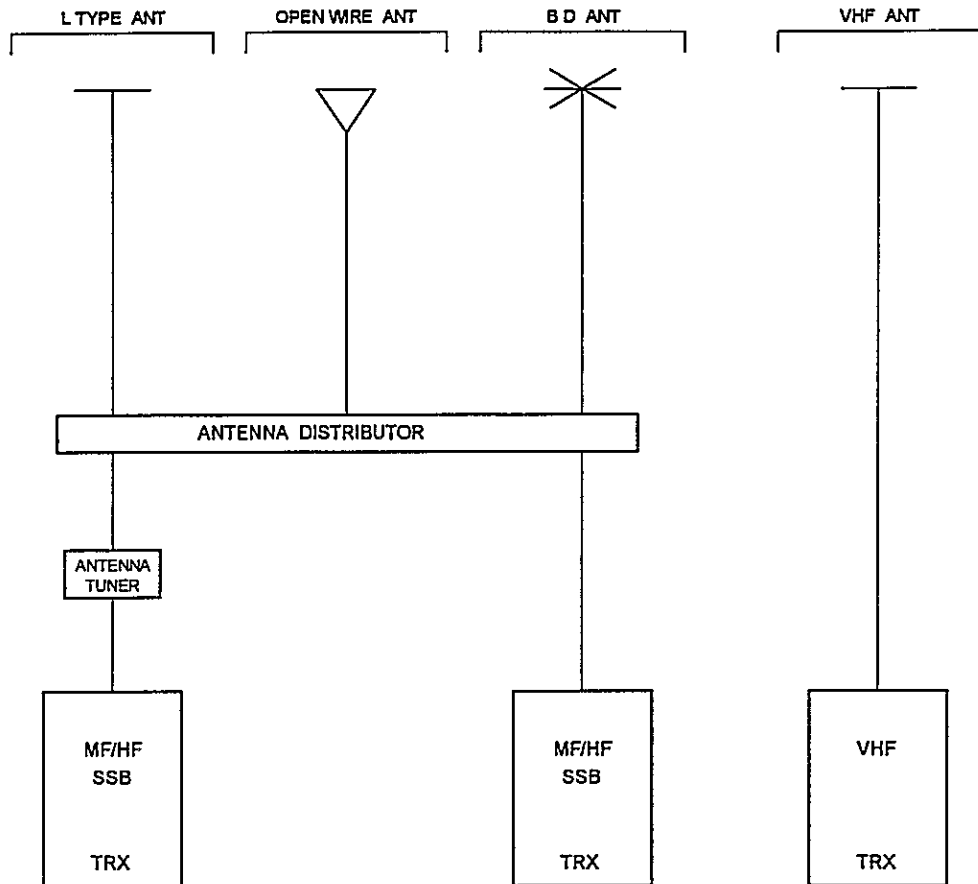 L TYPE ANT
OPEN WIRE ANT
B D ANT
VHF ANT
ANTENNA DISTRIBUTOR
ANTENNA
TUNER
MF/HF
SSB
TRX
MF/HF
SSB
TRX
VHF
TRX